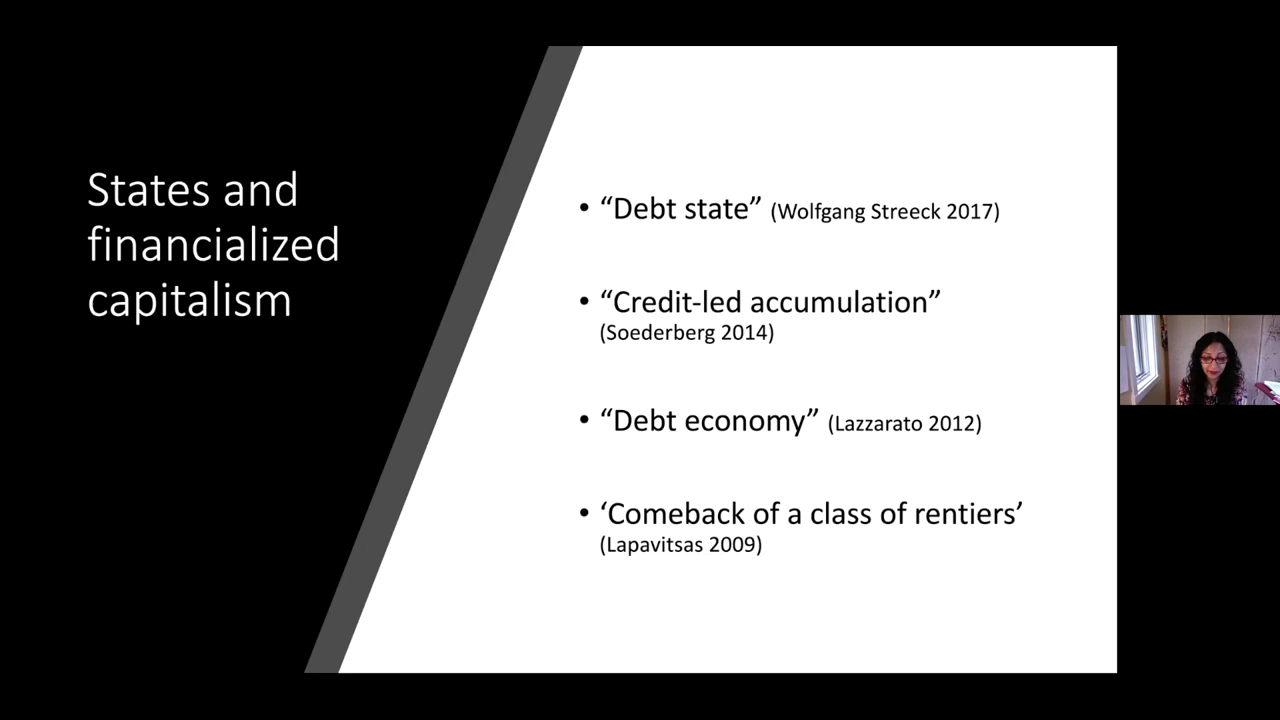 States and
financialized
capitalism
• “Debt state” (Wolfgang Streeck 2017)
• “Credit-led accumulation”
(Soederberg 2014)
• “Debt economy” (Lazzarato 2012)
• ‘Comeback of a class of rentiers’
(Lapavitsas 2009)